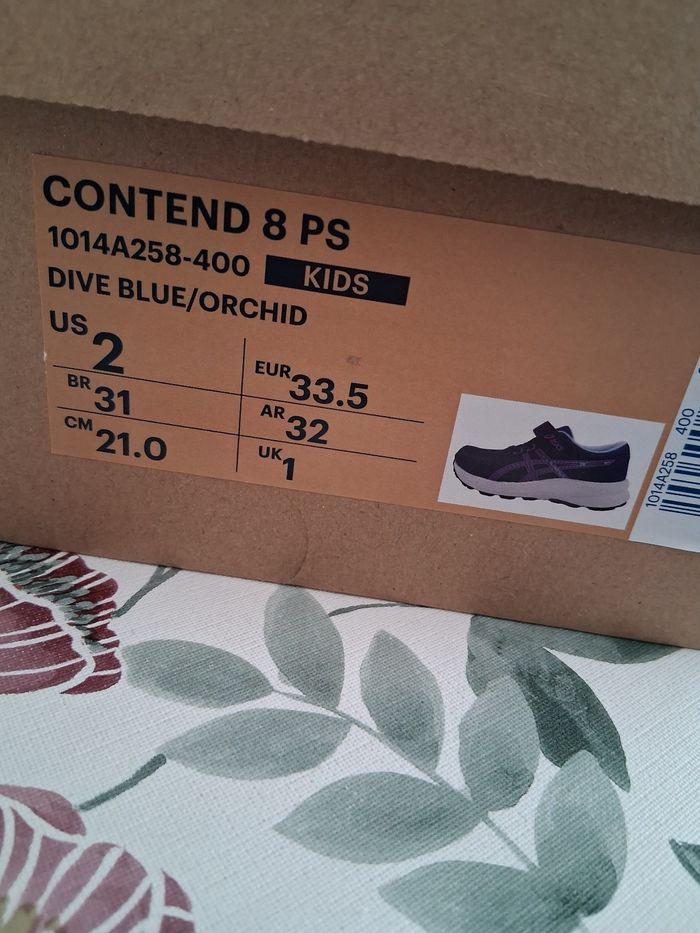 CONTEND 8 PS
1014A258-400 KIDS
DIVE BLUE/ORCHID
US 2
EUR 33.5
BR 31
AR 32
CM 21.0
UK 1
1014A258 400